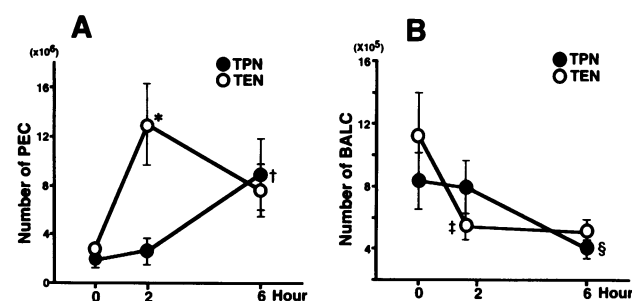 A
(x10⁶)
TPN
TEN
Number of PEC
16
12
8
4
0
*
†
0 2 6 Hour
B
(x10⁵)
TPN
TEN
Number of BALC
16
12
8
4
‡
§
0 2 6 Hour